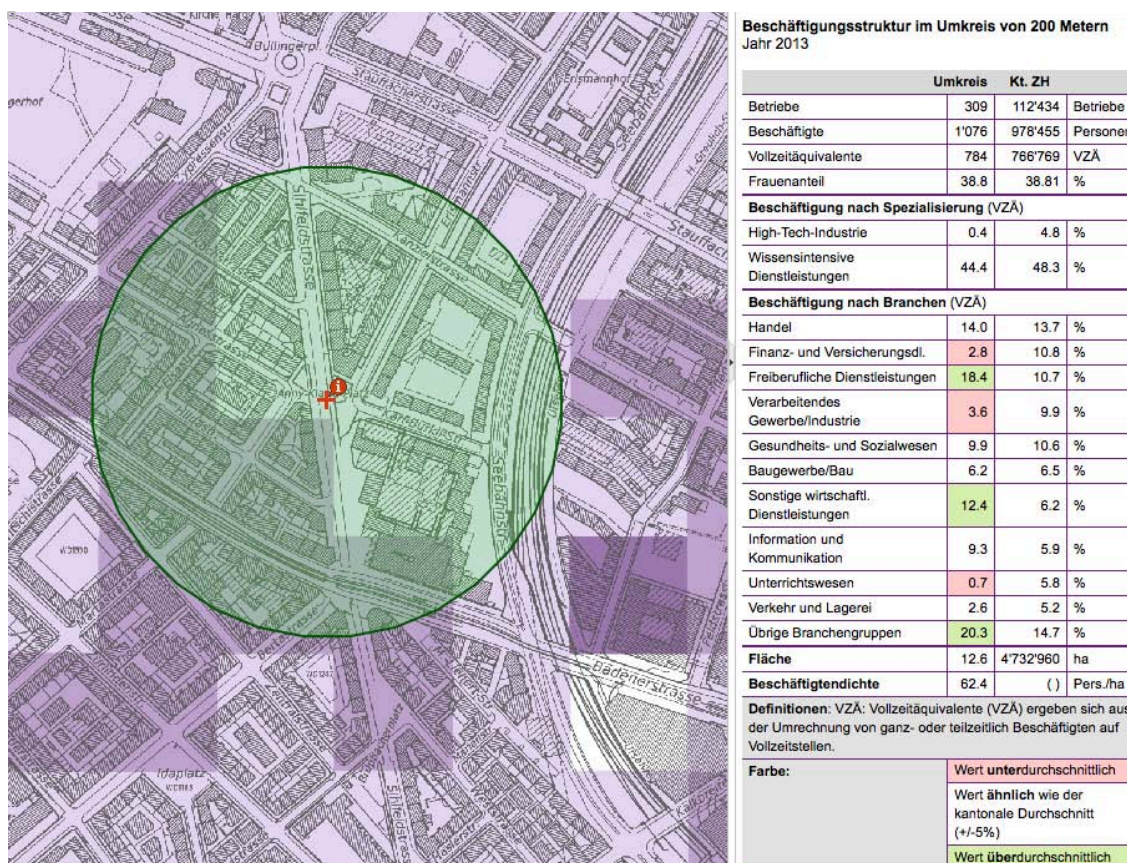 Bullingerpl.
Stauffacherstrasse
Erismannhof
gerhof
Seebahnstr.
Stauffach
Sihlfeldstrasse
Kanzleistrasse
Seebahnstr.
Badenerstrasse
Idaplatz
Sihlfeldstr.
Beschäftigungsstruktur im Umkreis von 200 Metern
Jahr 2013
Umkreis Kt. ZH
Betriebe 309 112'434 Betriebe
Beschäftigte 1'076 978'455 Personen
Vollzeitäquivalente 784 766'769 VZÄ
Frauenanteil 38.8 38.81 %
Beschäftigung nach Spezialisierung (VZÄ)
High-Tech-Industrie 0.4 4.8 %
Wissensintensive
Dienstleistungen 44.4 48.3 %
Beschäftigung nach Branchen (VZÄ)
Handel 14.0 13.7 %
Finanz- und Versicherungsdl. 2.8 10.8 %
Freiberufliche Dienstleistungen 18.4 10.7 %
Verarbeitendes
Gewerbe/Industrie 3.6 9.9 %
Gesundheits- und Sozialwesen 9.9 10.6 %
Baugewerbe/Bau 6.2 6.5 %
Sonstige wirtschaftl.
Dienstleistungen 12.4 6.2 %
Information und
Kommunikation 9.3 5.9 %
Unterrichtswesen 0.7 5.8 %
Verkehr und Lagerei 2.6 5.2 %
Übrige Branchengruppen 20.3 14.7 %
Fläche 12.6 4'732'960 ha
Beschäftigtendichte 62.4 ( ) Pers./ha
Definitionen: VZÄ: Vollzeitäquivalente (VZÄ) ergeben sich aus
der Umrechnung von ganz- oder teilzeitlich Beschäftigten auf
Vollzeitstellen.
Farbe: Wert unterdurchschnittlich
Wert ähnlich wie der
kantonale Durchschnitt
(+/-5%)
Wert überdurchschnittlich